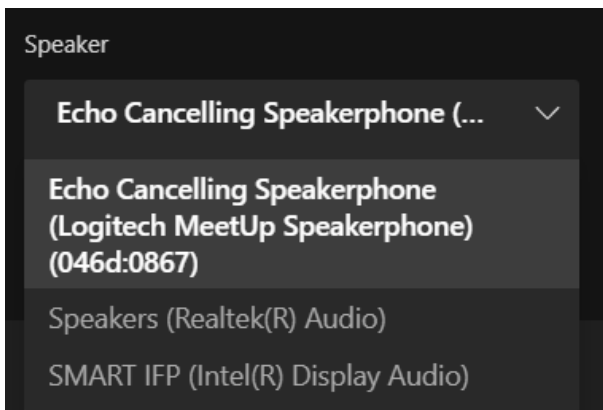 Speaker
Echo Cancelling Speakerphone (...
Echo Cancelling Speakerphone
(Logitech MeetUp Speakerphone)
(046d:0867)
Speakers (Realtek(R) Audio)
SMART IFP (Intel(R) Display Audio)